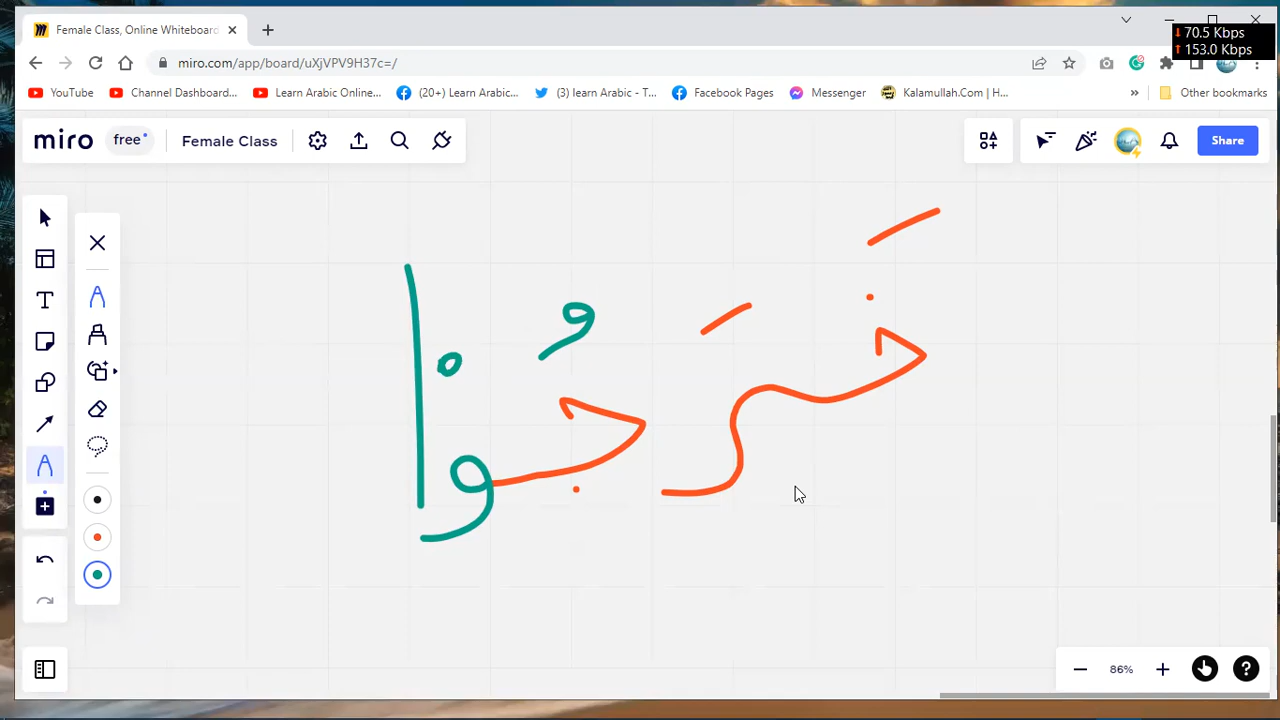 Female Class, Online Whiteboard
↓ 70.5 Kbps
↑ 153.0 Kbps
miro.com/app/board/uXjVPV9H37c=/
YouTube Channel Dashboard... Learn Arabic Online... (20+) Learn Arabic... (3) learn Arabic - T... Facebook Pages Messenger Kalamullah.Com | H... » Other bookmarks
miro free Female Class Share
خَرَجُوْا
86%